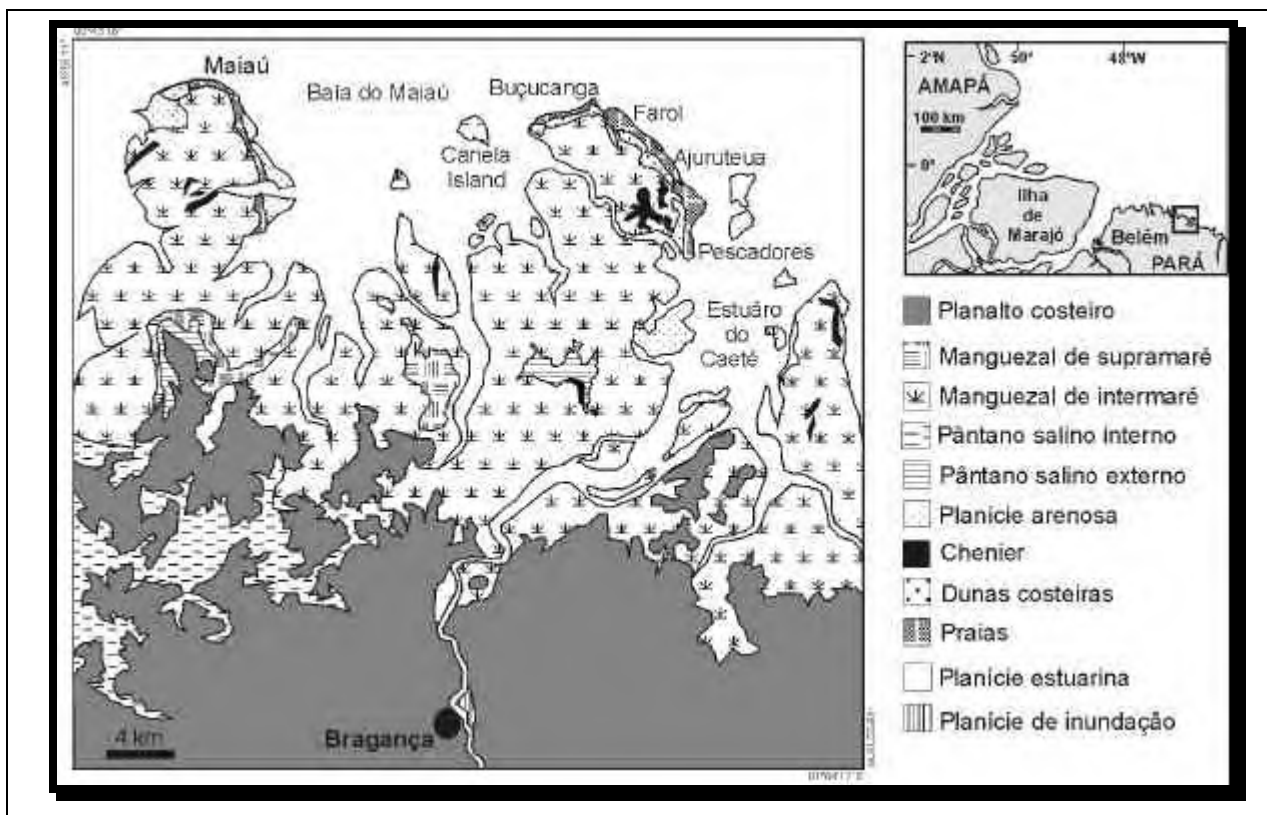 Maiaú
Baía do Maiaú
Buçucanga
Farol
Canela
Island
Ajuruteua
Pescadores
Estuáro
do
Caeté
Bragança
4 km
2°N
50°
48°W
AMAPÁ
100 km
0°
Ilha
de
Marajó
Belém
PARÁ
Planalto costeiro
Manguezal de supramaré
Manguezal de intermaré
Pântano salino interno
Pântano salino externo
Planície arenosa
Chenier
Dunas costeiras
Praias
Planície estuarina
Planície de inundação